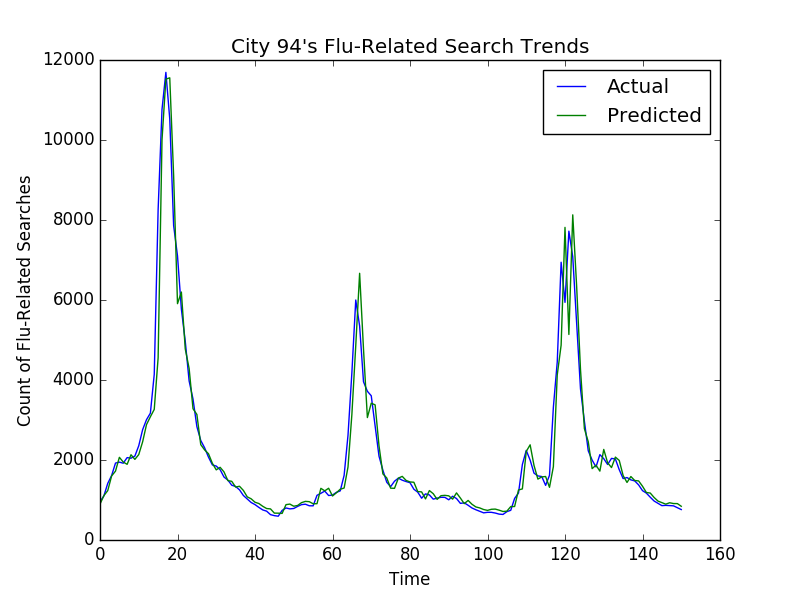 City 94's Flu-Related Search Trends
Actual
Predicted
Count of Flu-Related Searches
12000
10000
8000
6000
4000
2000
0
0 20 40 60 80 100 120 140 160
Time